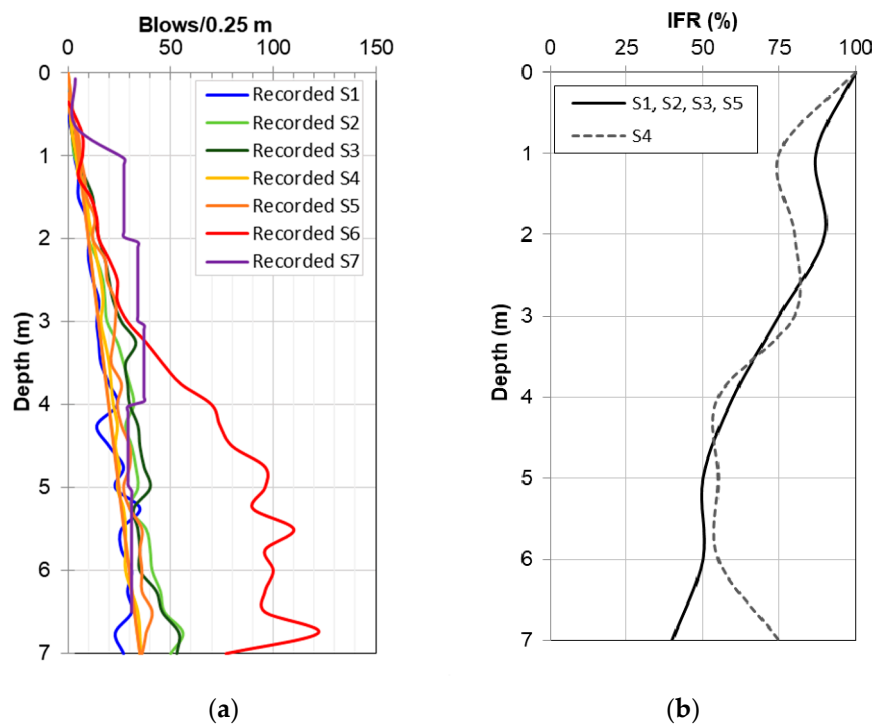 Blows/0.25 m
0 50 100 150
0
1
2
3
4
5
6
7
Depth (m)
Recorded S1
Recorded S2
Recorded S3
Recorded S4
Recorded S5
Recorded S6
Recorded S7
(a)
IFR (%)
0 25 50 75 100
0
1
2
3
4
5
6
7
Depth (m)
S1, S2, S3, S5
S4
(b)